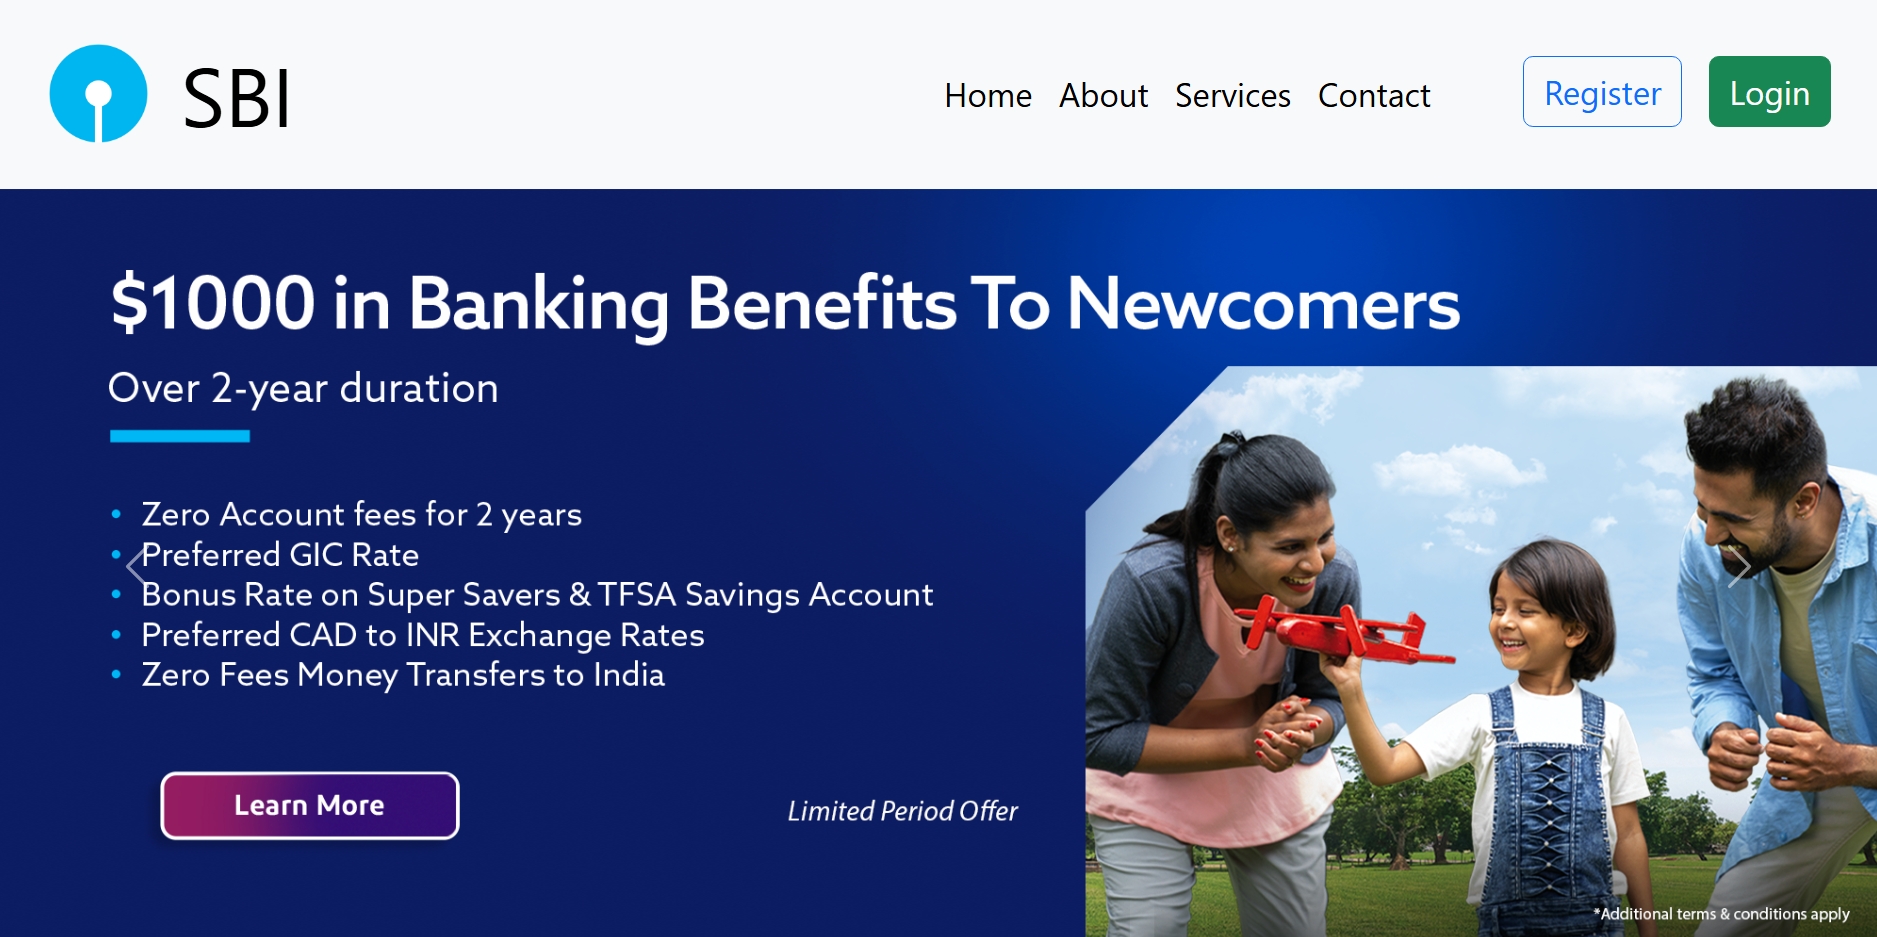 SBI
Home About Services Contact Register Login
$1000 in Banking Benefits To Newcomers
Over 2-year duration
• Zero Account fees for 2 years
• Preferred GIC Rate
• Bonus Rate on Super Savers & TFSA Savings Account
• Preferred CAD to INR Exchange Rates
• Zero Fees Money Transfers to India
Learn More
Limited Period Offer
*Additional terms & conditions apply